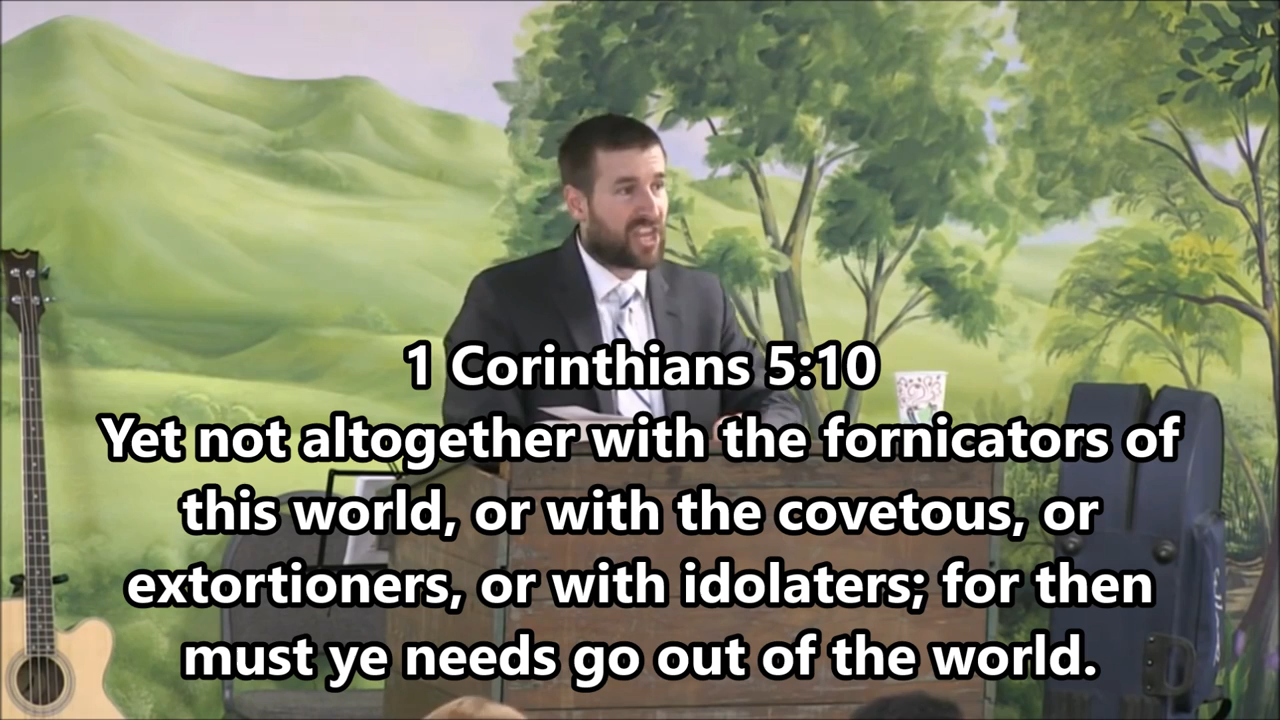 1 Corinthians 5:10
Yet not altogether with the fornicators of
this world, or with the covetous, or
extortioners, or with idolaters; for then
must ye needs go out of the world.